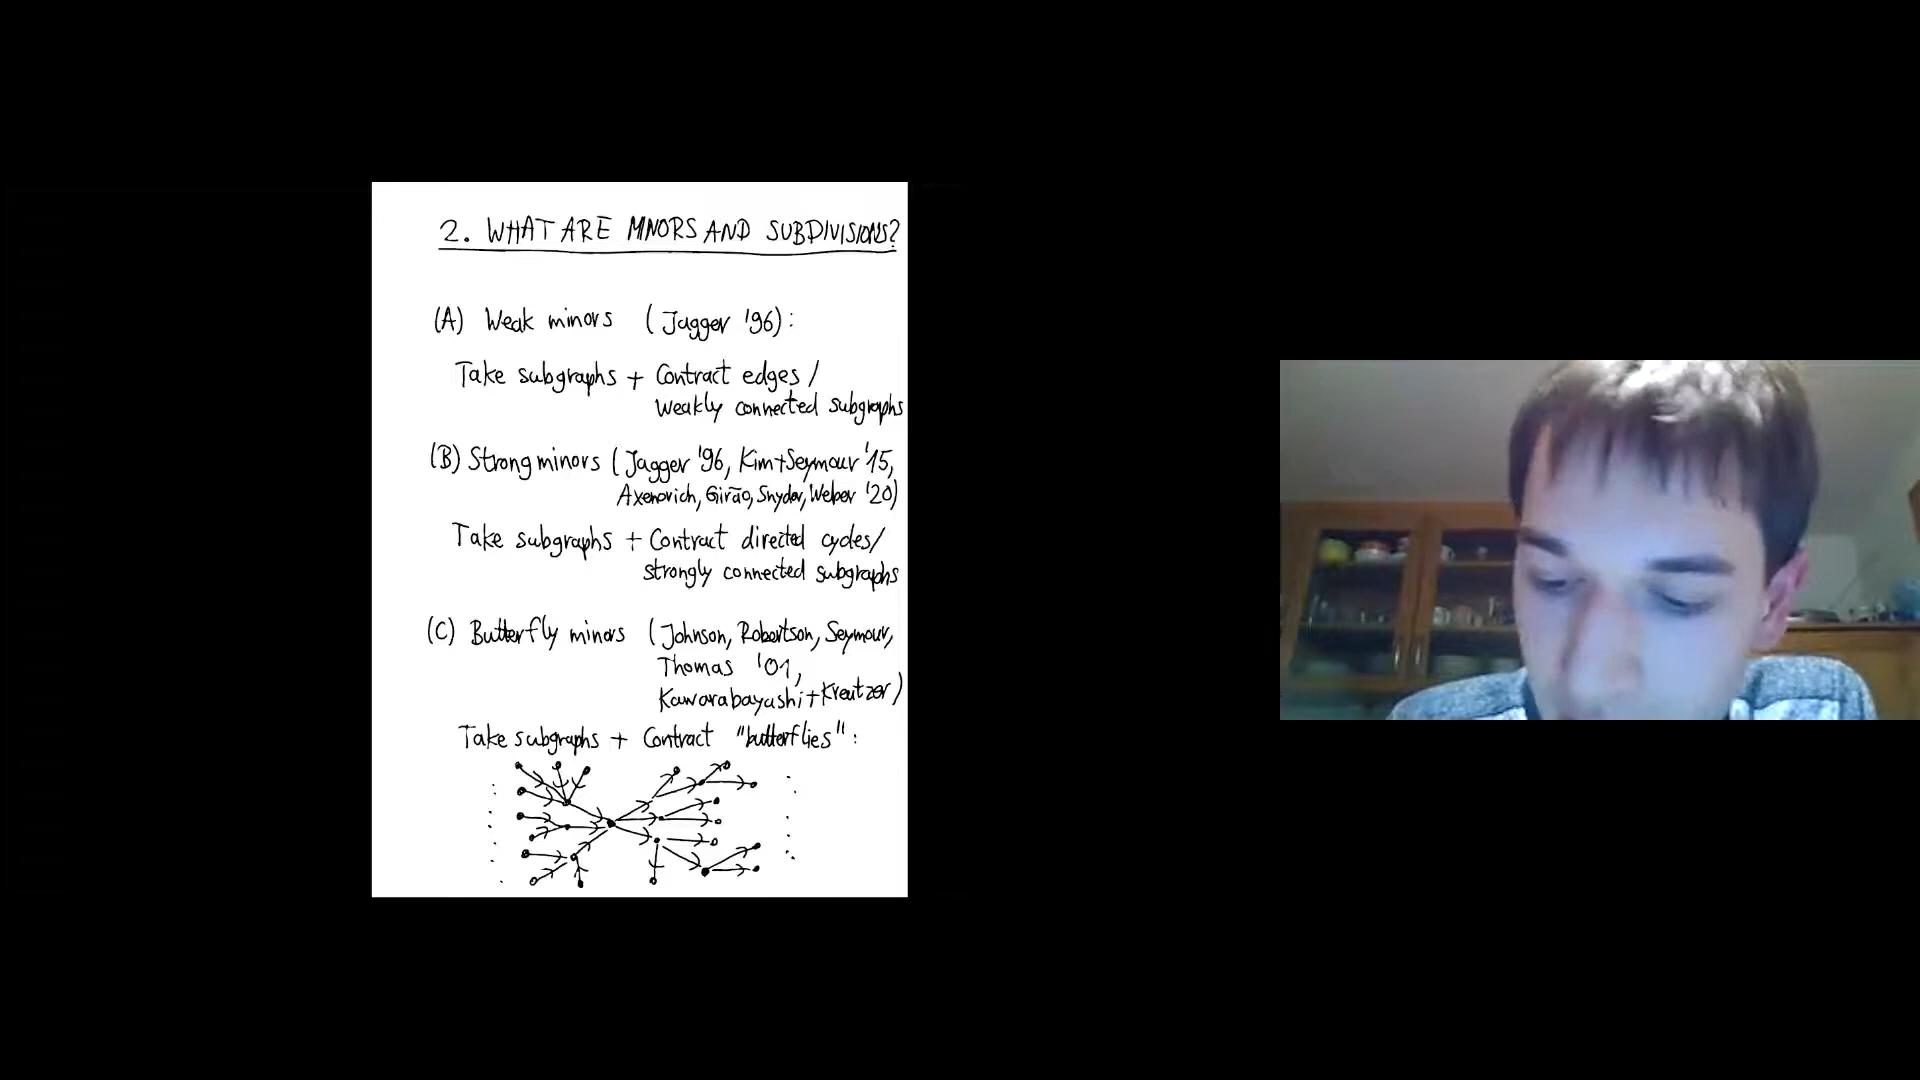 2. WHAT ARE MINORS AND SUBDIVISIONS?
(A) Weak minors (Jagger '96):
Take subgraphs + Contract edges /
weakly connected subgraphs
(B) Strong minors (Jagger '96, Kim+Seymour '15,
Axenovich, Girão, Snyder, Weber '20)
Take subgraphs + Contract directed cycles/
strongly connected subgraphs
(C) Butterfly minors (Johnson, Robertson, Seymour,
Thomas '01,
Kawarabayashi+Kreutzer)
Take subgraphs + Contract "butterflies":